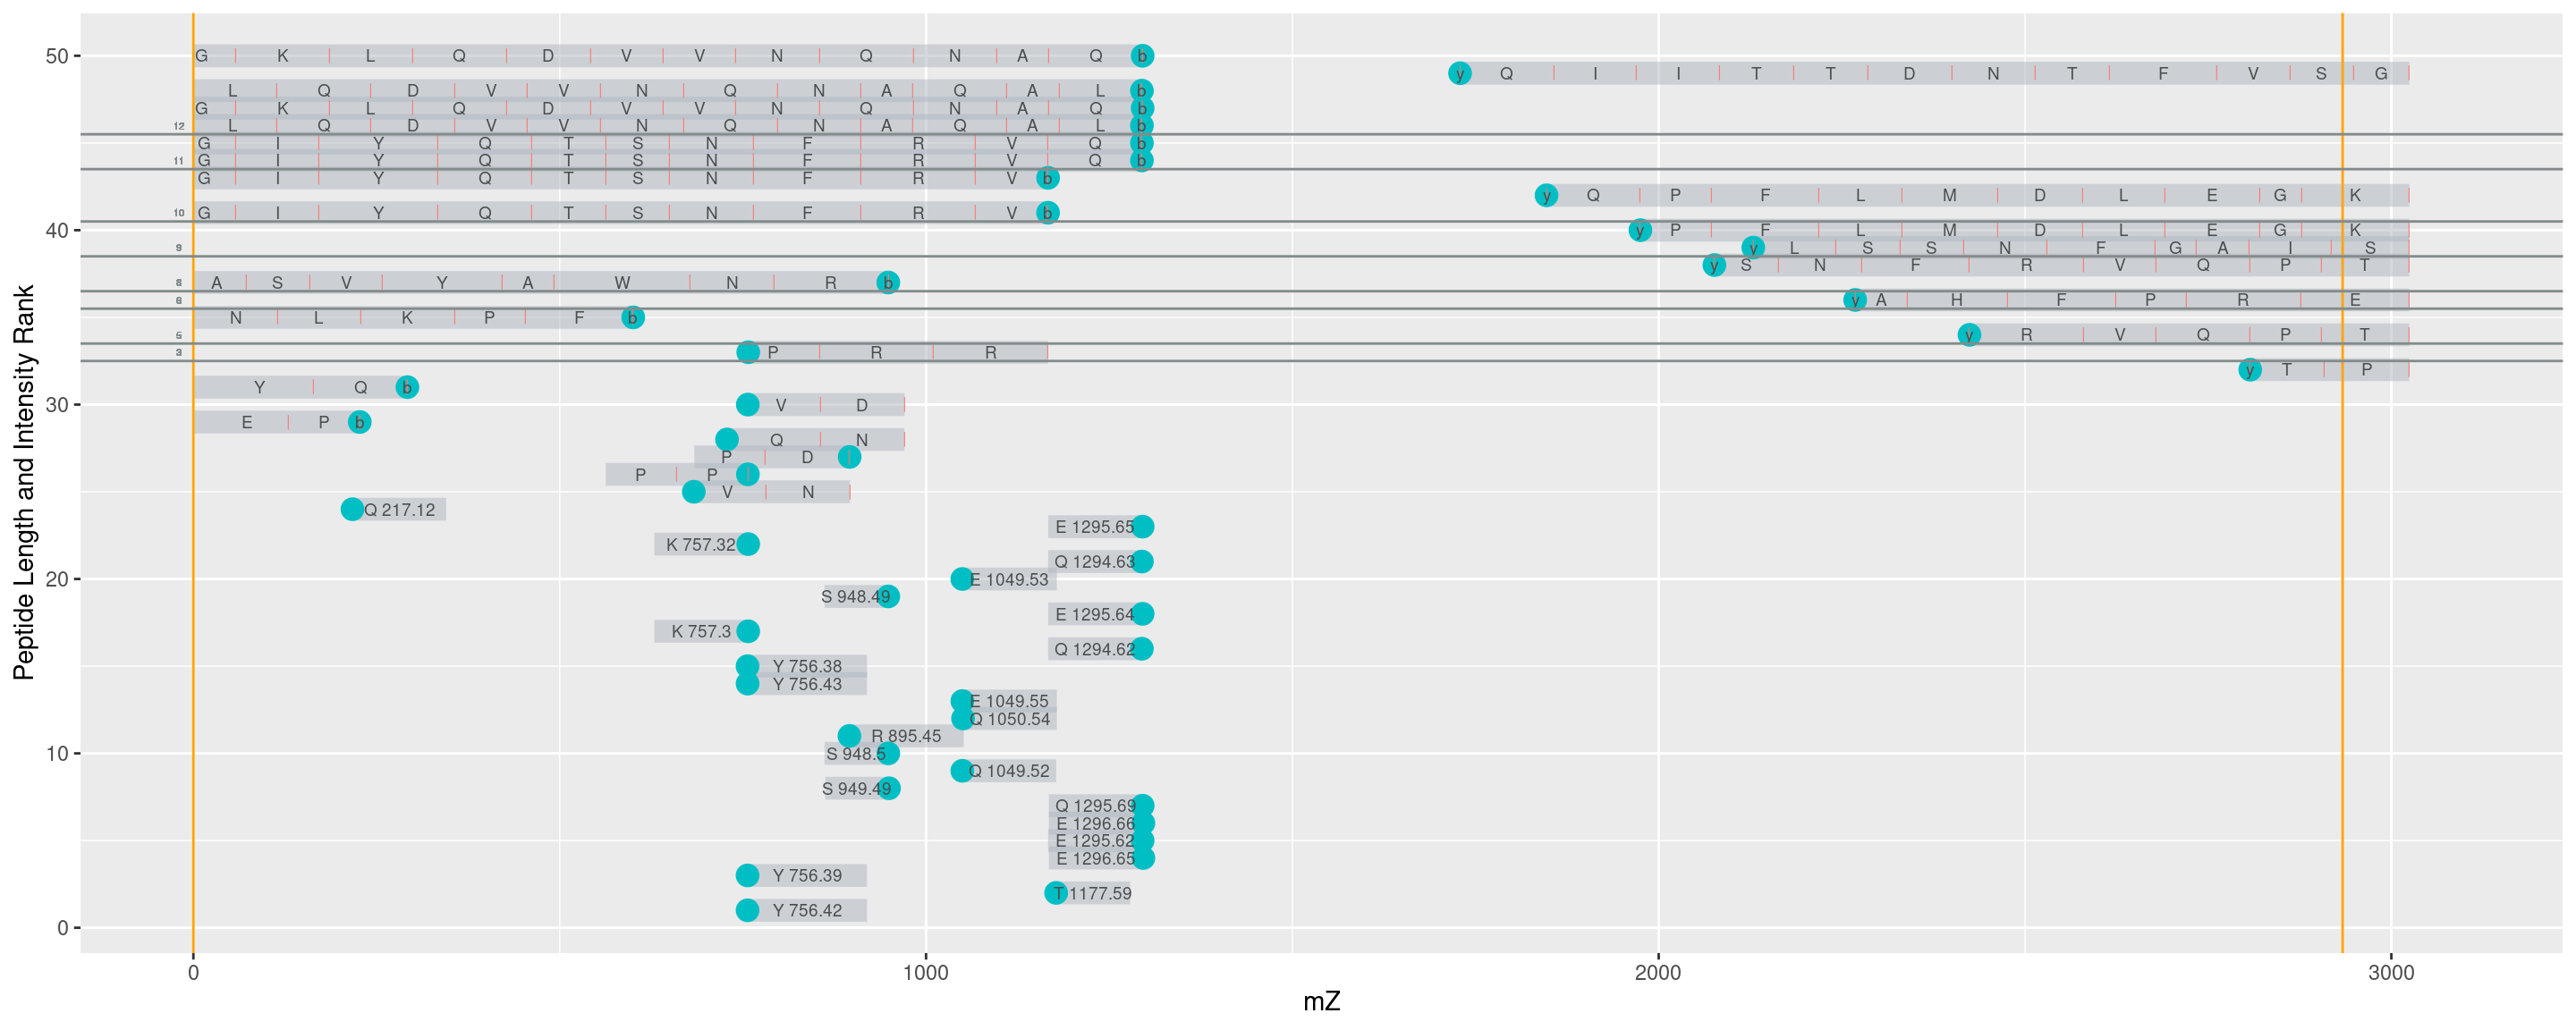 50
G K L Q D V V N Q N A Q b
y Q I I T T D N T F V S G
L Q D V V N Q N A Q A L b
G K L Q D V V N Q N A Q b
12
L Q D V V N Q N A Q A L b
G I Y Q T S N F R V Q b
11
G I Y Q T S N F R V Q b
G I Y Q T S N F R V b
y Q P F L M D L E G K
10
G I Y Q T S N F R V b
40
y P F L M D L E G K
9
y L S S N F G A I S
y S N F R V Q P T
8
A S V Y A W N R b
6
y A H F P R E
N L K P F b
5
y R V Q P T
3
P R R
y T P
Y Q b
30
V D
E P b
Q N
P D
P P
V N
Q 217.12
E 1295.65
K 757.32
Q 1294.63
20
E 1049.53
S 948.49
E 1295.64
K 757.3
Q 1294.62
Y 756.38
Y 756.43
E 1049.55
Q 1050.54
R 895.45
10
S 948.5
Q 1049.52
S 949.49
Q 1295.69
E 1296.66
E 1295.62
E 1296.65
Y 756.39
T 1177.59
Y 756.42
0
0 1000 2000 3000
mZ
Peptide Length and Intensity Rank